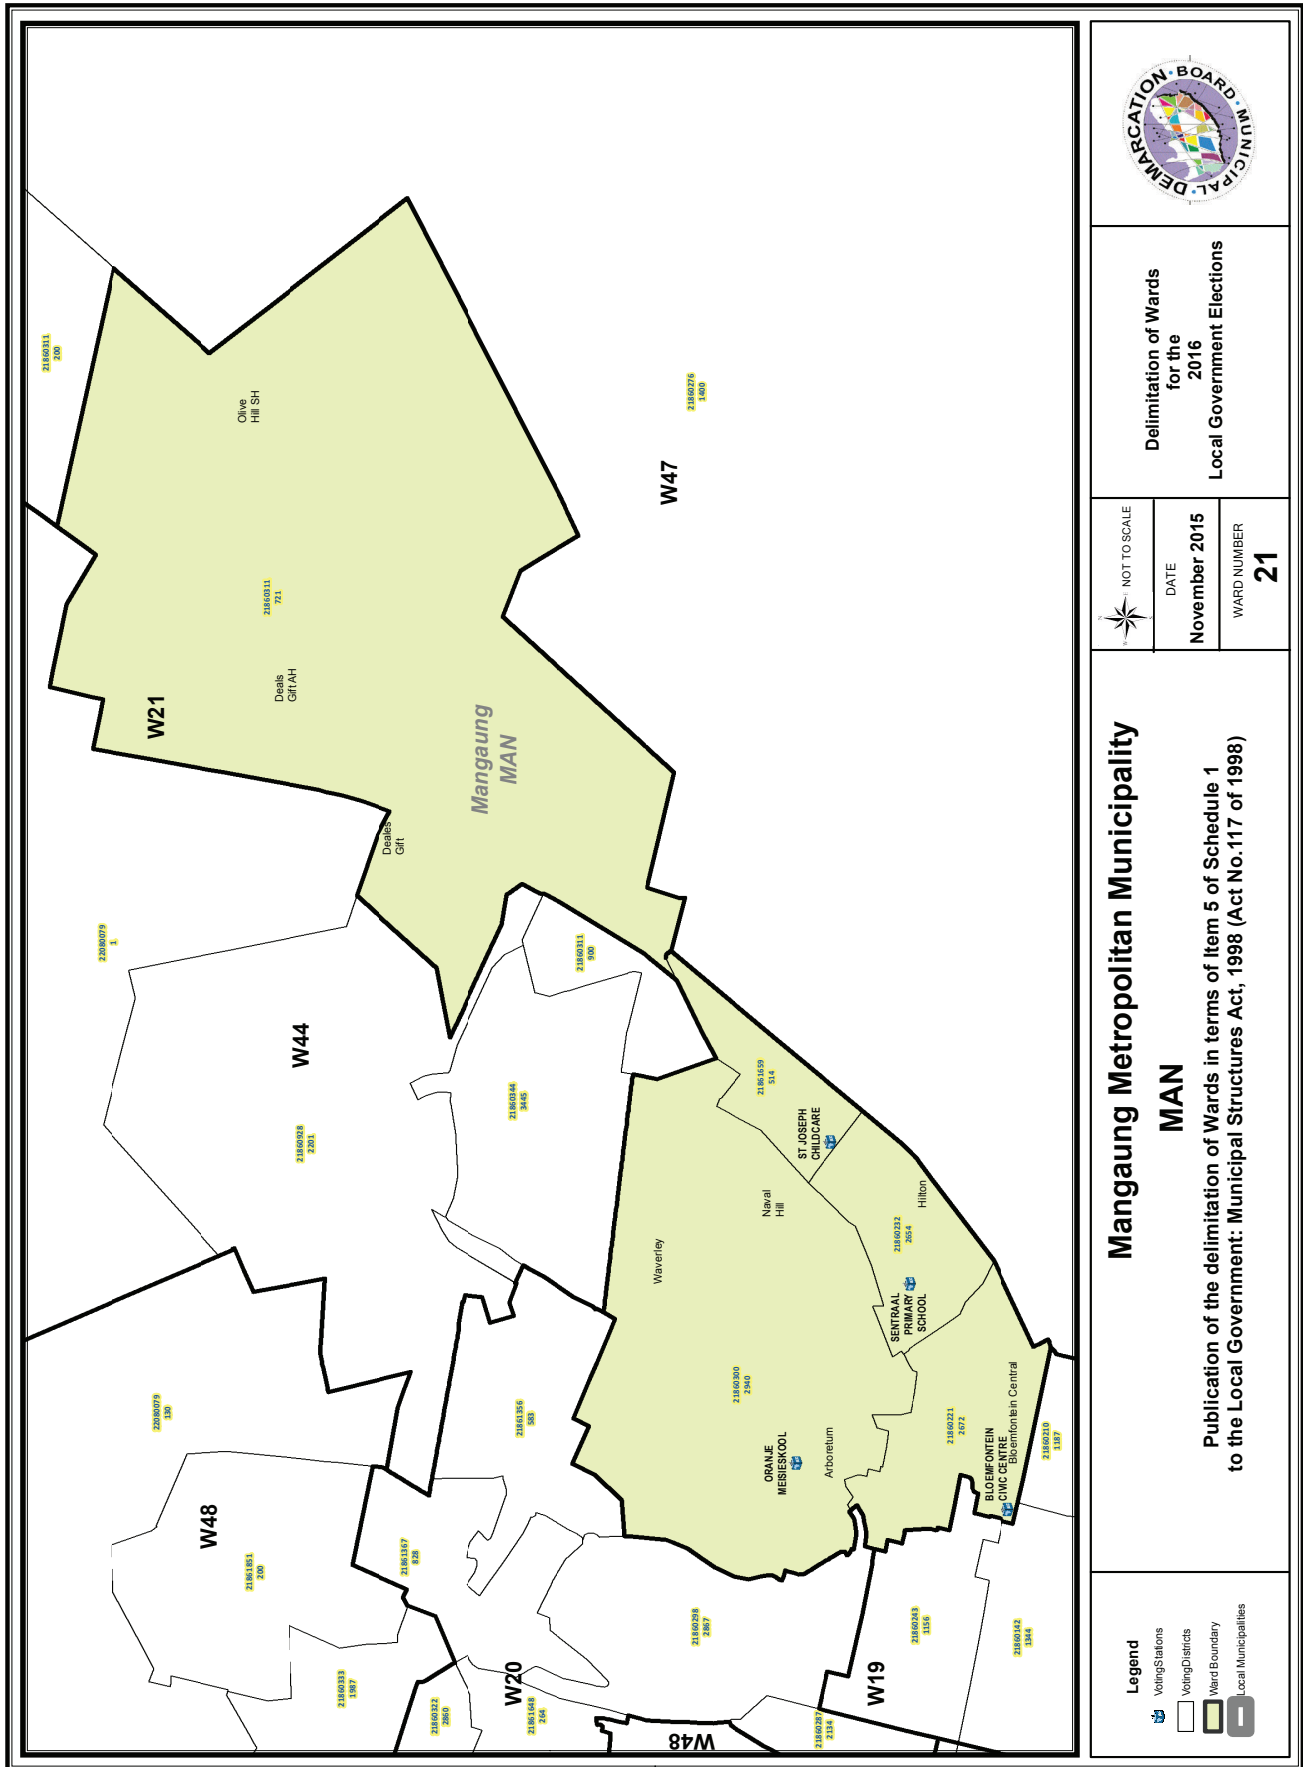 21860311
200
Olive
Hill SH
21860276
1400
W47
21860311
721
Deals
Gift AH
W21
Mangaung
MAN
Deales
Gift
22080079
1
21860311
900
W44
21860928
2201
21860344
3445
21861659
514
ST JOSEPH
CHILDCARE
Naval
Hill
Hilton
21860232
2654
Waverley
SENTRAAL
PRIMARY
SCHOOL
22080079
130
21861356
583
21860300
2940
ORANJE
MEISIESKOOL
Arboretum
21860221
2672
BLOEMFONTEIN
CIVIC CENTRE
Bloemfontein Central
21860210
1187
W48
21861851
200
21861367
828
21860298
2867
21860243
1156
21860142
1344
21860333
1987
21860322
2860
W20
21861648
264
W48
21860287
2134
W19
Legend
VotingStations
VotingDistricts
Ward Boundary
Local Municipalities
Mangaung Metropolitan Municipality
MAN
Publication of the delimitation of Wards in terms of Item 5 of Schedule 1
to the Local Government: Municipal Structures Act, 1998 (Act No.117 of 1998)
N
W
E
S
NOT TO SCALE
DATE
November 2015
WARD NUMBER
21
Delimitation of Wards
for the
2016
Local Government Elections
MUNICIPAL • DEMARCATION • BOARD •